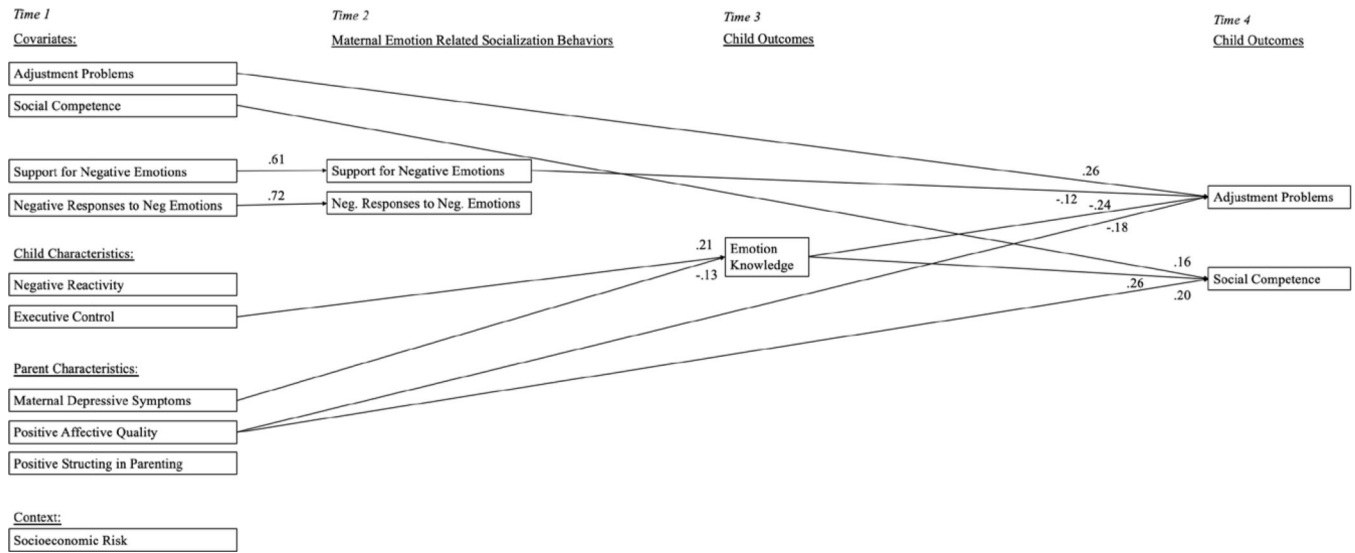 Time 1
Time 2
Time 3
Time 4
Covariates:
Maternal Emotion Related Socialization Behaviors
Child Outcomes
Child Outcomes
Adjustment Problems
Social Competence
Support for Negative Emotions
.61
Support for Negative Emotions
.26
Negative Responses to Neg Emotions
.72
Neg. Responses to Neg. Emotions
-.12
-.24
Adjustment Problems
-.18
Child Characteristics:
.21
Emotion
Knowledge
-.13
.16
Negative Reactivity
.26
Social Competence
.20
Executive Control
Parent Characteristics:
Maternal Depressive Symptoms
Positive Affective Quality
Positive Structing in Parenting
Context:
Socioeconomic Risk